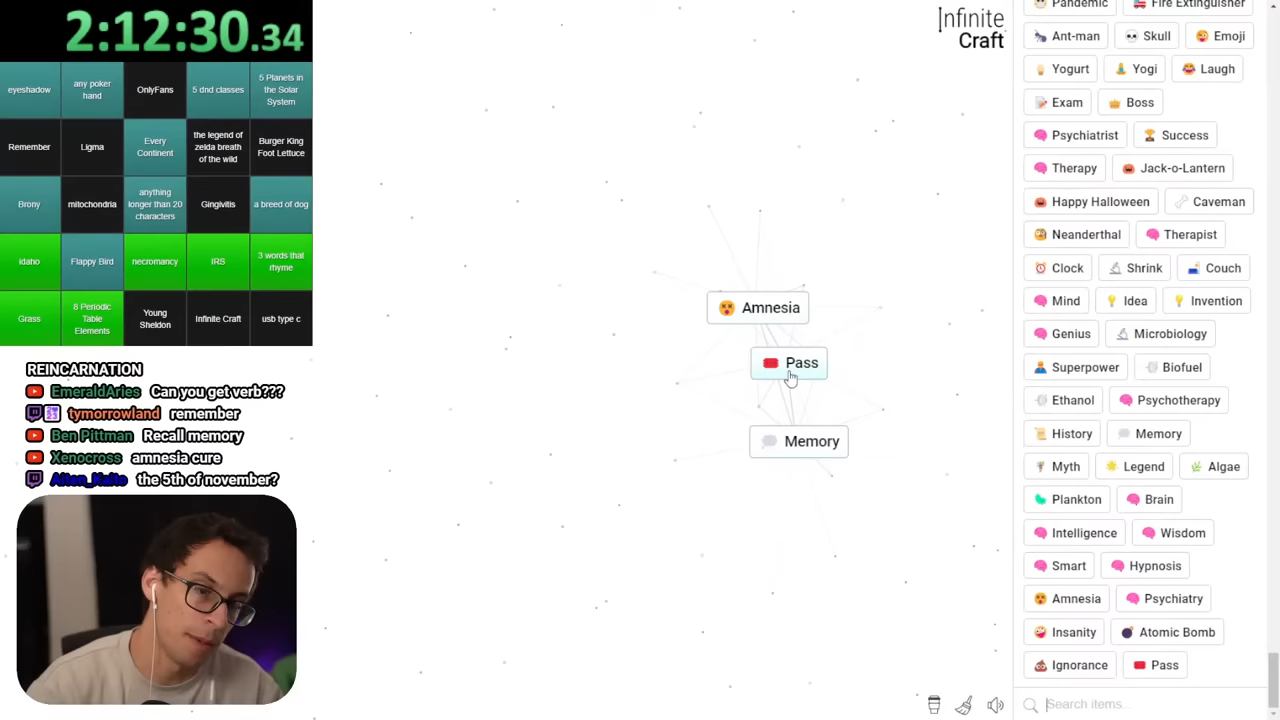 2:12:30.34
Infinite
Craft
eyeshadow
any poker
hand
OnlyFans
5 dnd classes
5 Planets in
the Solar
System
Remember
Ligma
Every
Continent
the legend of
zelda breath
of the wild
Burger King
Foot Lettuce
Brony
mitochondria
anything
longer than 20
characters
Gingivitis
a breed of dog
idaho
Flappy Bird
necromancy
IRS
3 words that
rhyme
Grass
8 Periodic
Table
Elements
Young
Sheldon
Infinite Craft
usb type c
REINCARNATION
EmeraldAries Can you get verb???
tymorrowland remember
Ben Pittman Recall memory
Xenocross amnesia cure
the 5th of november?
Amnesia
Pass
Memory
Pandemic Fire Extinguisher
Ant-man Skull Emoji
Yogurt Yogi Laugh
Exam Boss
Psychiatrist Success
Therapy Jack-o-Lantern
Happy Halloween Caveman
Neanderthal Therapist
Clock Shrink Couch
Mind Idea Invention
Genius Microbiology
Superpower Biofuel
Ethanol Psychotherapy
History Memory
Myth Legend Algae
Plankton Brain
Intelligence Wisdom
Smart Hypnosis
Amnesia Psychiatry
Insanity Atomic Bomb
Ignorance Pass
Search items...